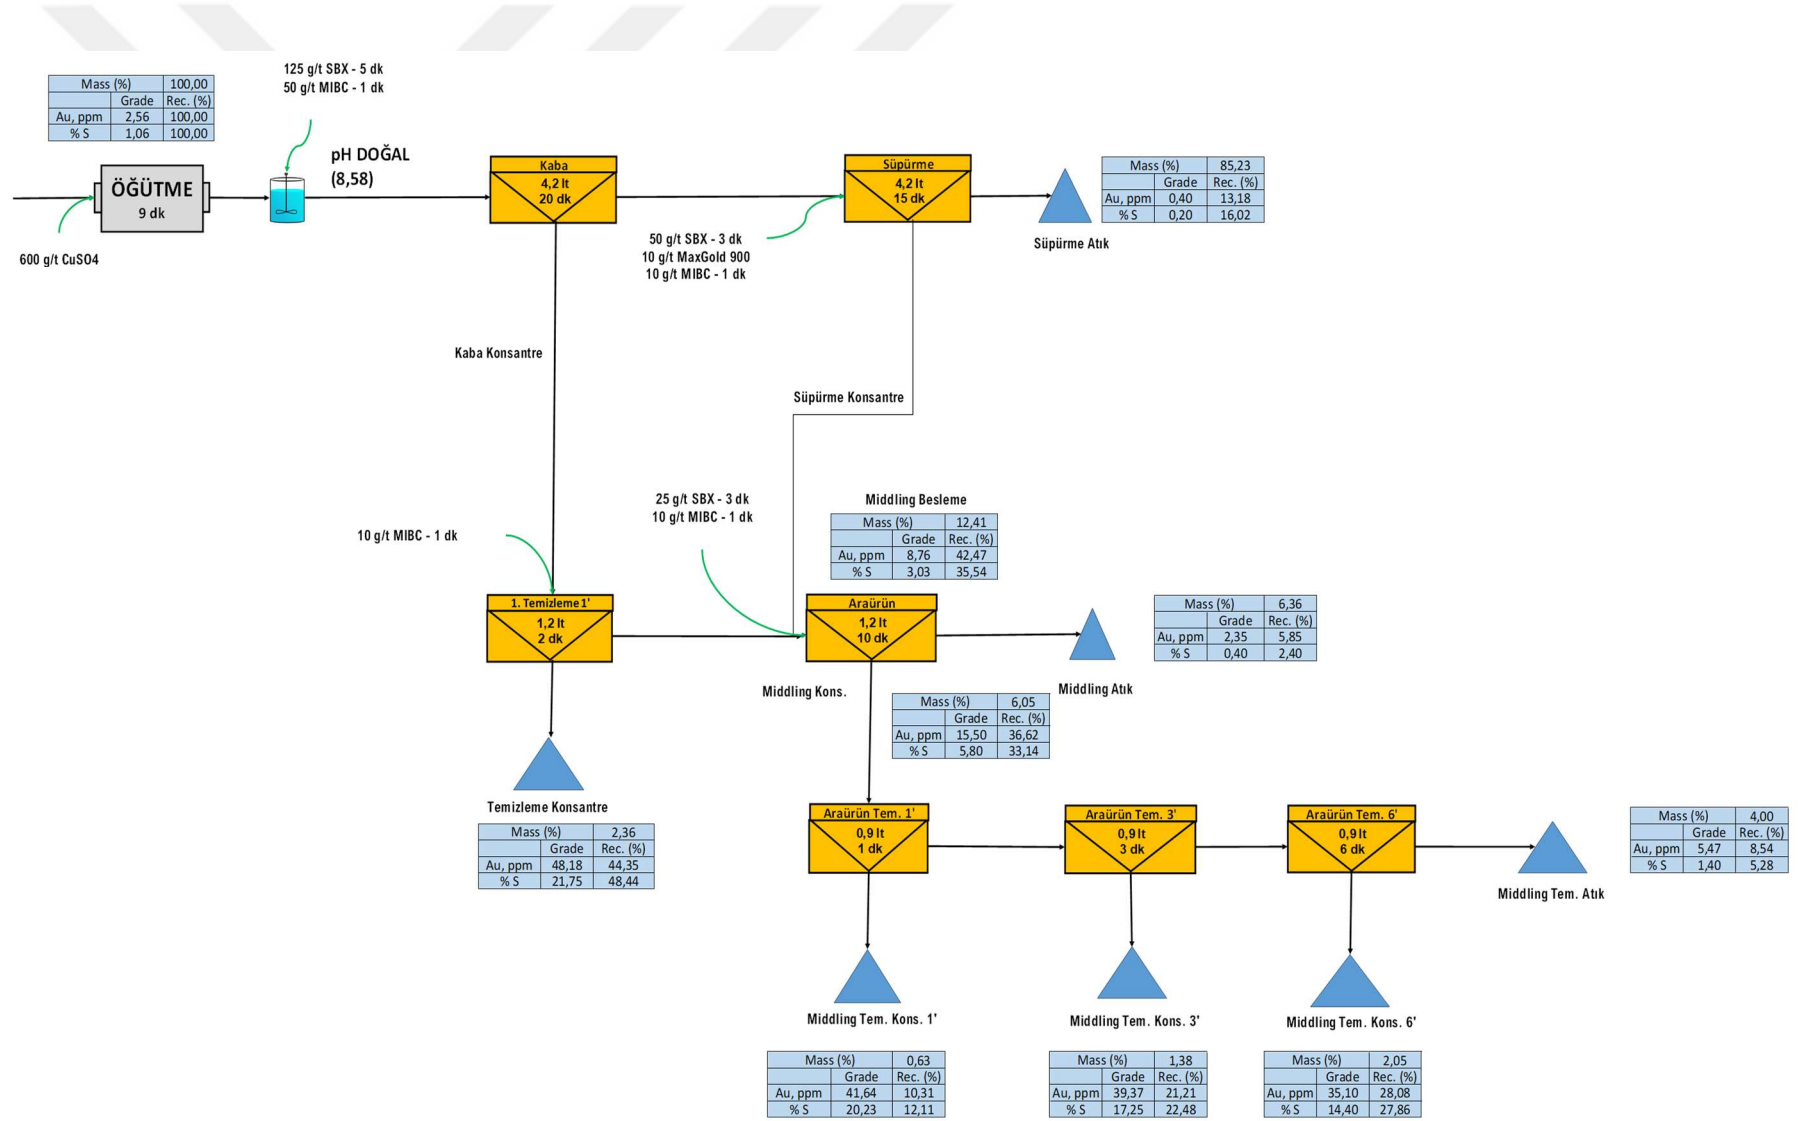 125 g/t SBX - 5 dk
50 g/t MIBC - 1 dk
Mass (%) 100,00
Grade Rec. (%)
Au, ppm 2,56 100,00
% S 1,06 100,00
pH DOĞAL
(8,58)
ÖĞÜTME
9 dk
600 g/t CuSO4
Kaba
4,2 lt
20 dk
Süpürme
4,2 lt
15 dk
50 g/t SBX - 3 dk
10 g/t MaxGold 900
10 g/t MIBC - 1 dk
Süpürme Atık
Mass (%) 85,23
Grade Rec. (%)
Au, ppm 0,40 13,18
% S 0,20 16,02
Kaba Konsantre
Süpürme Konsantre
10 g/t MIBC - 1 dk
25 g/t SBX - 3 dk
10 g/t MIBC - 1 dk
Middling Besleme
Mass (%) 12,41
Grade Rec. (%)
Au, ppm 8,76 42,47
% S 3,03 35,54
1. Temizleme 1'
1,2 lt
2 dk
Araürün
1,2 lt
10 dk
Middling Atık
Mass (%) 6,36
Grade Rec. (%)
Au, ppm 2,35 5,85
% S 0,40 2,40
Middling Kons.
Mass (%) 6,05
Grade Rec. (%)
Au, ppm 15,50 36,62
% S 5,80 33,14
Temizleme Konsantre
Mass (%) 2,36
Grade Rec. (%)
Au, ppm 48,18 44,35
% S 21,75 48,44
Araürün Tem. 1'
0,9 lt
1 dk
Araürün Tem. 3'
0,9 lt
3 dk
Araürün Tem. 6'
0,9 lt
6 dk
Middling Tem. Atık
Mass (%) 4,00
Grade Rec. (%)
Au, ppm 5,47 8,54
% S 1,40 5,28
Middling Tem. Kons. 1'
Mass (%) 0,63
Grade Rec. (%)
Au, ppm 41,64 10,31
% S 20,23 12,11
Middling Tem. Kons. 3'
Mass (%) 1,38
Grade Rec. (%)
Au, ppm 39,37 21,21
% S 17,25 22,48
Middling Tem. Kons. 6'
Mass (%) 2,05
Grade Rec. (%)
Au, ppm 35,10 28,08
% S 14,40 27,86